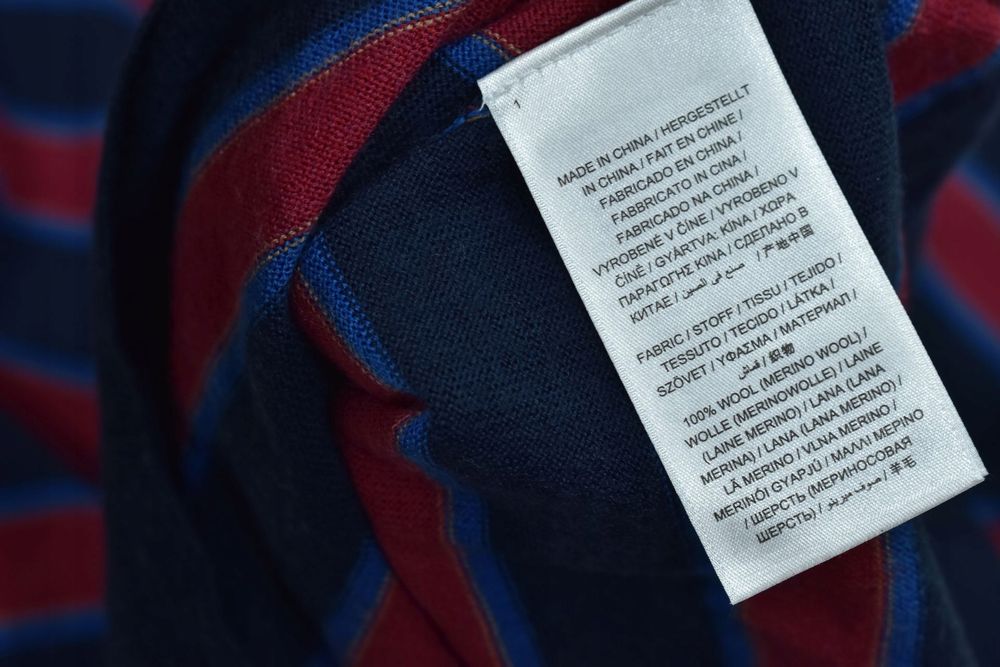 1
MADE IN CHINA / HERGESTELLT
IN CHINA / FAIT EN CHINE /
FABRICADO EN CHINA /
FABBRICATO IN CINA /
FABRICADO NA CHINA /
VYROBENE V ČÍNE / VYROBENO V
ČÍNĚ / GYÁRTVA: KÍNA / ΧΩΡΑ
ΠΑΡΑΓΩΓΗΣ ΚΙΝΑ / СДЕЛАНО В
КИТАЕ / صنع في الصين / 产地中国
FABRIC / STOFF / TISSU / TEJIDO /
TESSUTO / TECIDO / LÁTKA /
SZÖVET / ΥΦΑΣΜΑ / МАТЕРИАЛ /
قماش / 織物
100% WOOL (MERINO WOOL) /
WOLLE (MERINOWOLLE) / LAINE
(LAINE MERINO) / LANA (LANA
MERINA) / LANA (LANA MERINO) /
LÃ MERINO / VLNA MERINO /
MERINÓI GYAPJÚ / ΜΑΛΛΙ ΜΕΡΙΝΟ
/ ШЕРСТЬ (МЕРИНОСОВАЯ
ШЕРСТЬ) / صوف ميرينو / 羊毛